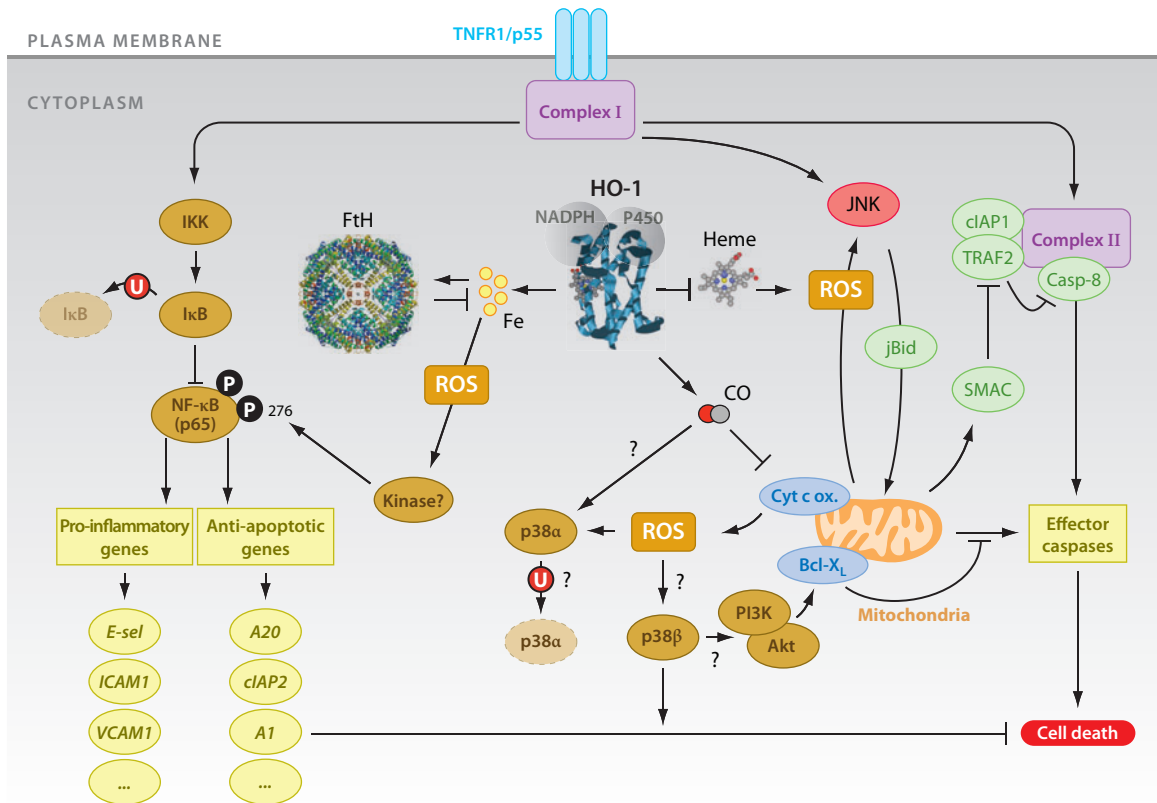 PLASMA MEMBRANE
TNFR1/p55
CYTOPLASM
Complex I
HO-1
NADPH
P450
JNK
IKK
FtH
Heme
cIAP1
TRAF2
Complex II
Casp-8
U
IκB
IκB
Fe
ROS
jBid
ROS
SMAC
CO
P
P
276
NF-κB
(p65)
?
Kinase?
Cyt c ox.
Pro-inflammatory
genes
Anti-apoptotic
genes
p38α
ROS
Effector
caspases
Bcl-XL
U
?
?
Mitochondria
PI3K
Akt
E-sel
A20
p38α
p38β
?
ICAM1
cIAP2
VCAM1
A1
Cell death
...
...